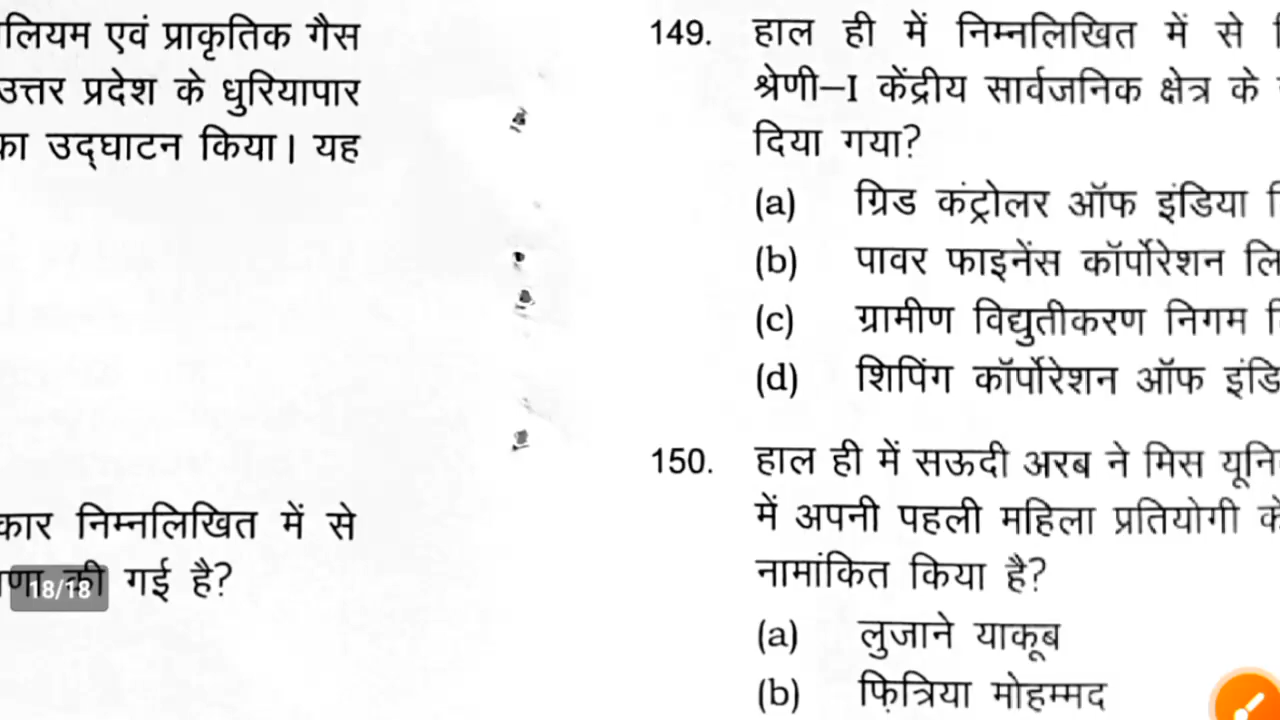 लियम एवं प्राकृतिक गैस
उत्तर प्रदेश के धुरियापार
का उद्घाटन किया। यह
कार निम्नलिखित में से
की गई है?
18/18
149. हाल ही में निम्नलिखित में से
श्रेणी–I केंद्रीय सार्वजनिक क्षेत्र के
दिया गया?
(a) ग्रिड कंट्रोलर ऑफ इंडिया
(b) पावर फाइनेंस कॉर्पोरेशन लि
(c) ग्रामीण विद्युतीकरण निगम
(d) शिपिंग कॉर्पोरेशन ऑफ इंडि
150. हाल ही में सऊदी अरब ने मिस यूनि
में अपनी पहली महिला प्रतियोगी के
नामांकित किया है?
(a) लुजाने याकूब
(b) फ़ित्रिया मोहम्मद